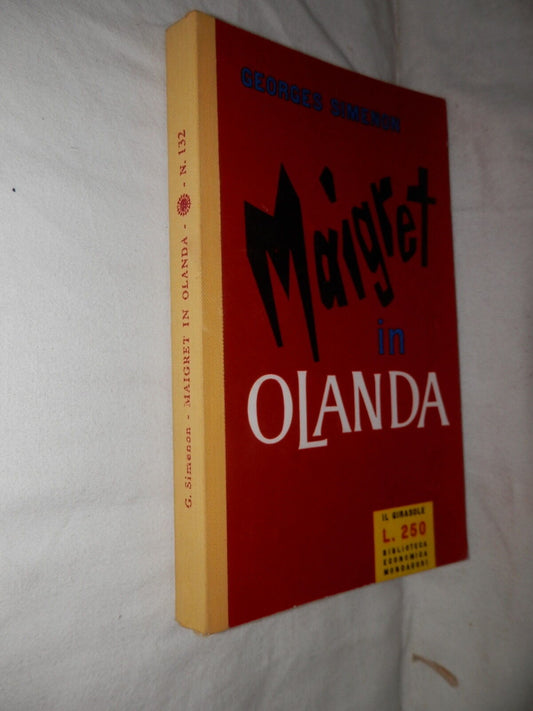 G. Simenon - MAIGRET IN OLANDA - - N. 132
GEORGES SIMENON
Maigret
in
OLANDA
IL GIRASOLE
L. 250
BIBLIOTECA
ECONOMICA
MONDADORI